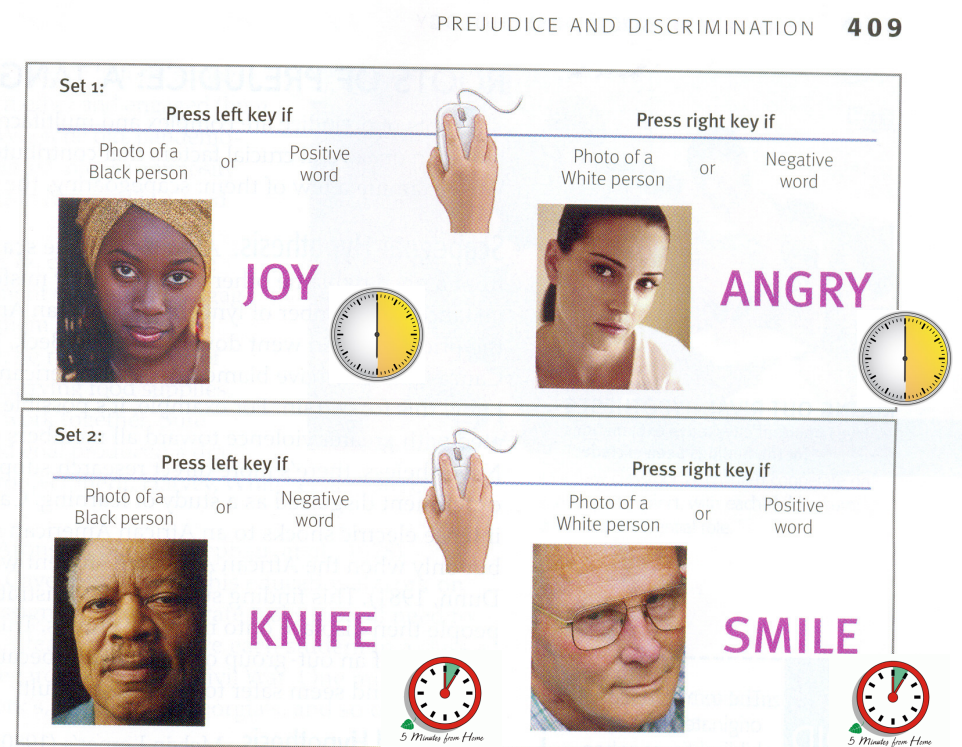 PREJUDICE AND DISCRIMINATION 409
Set 1:
Press left key if
Press right key if
Photo of a
Black person
or
Positive
word
Photo of a
White person
or
Negative
word
JOY
ANGRY
Set 2:
Press left key if
Press right key if
Photo of a
Black person
or
Negative
word
Photo of a
White person
or
Positive
word
KNIFE
SMILE
5 Minutes from Home
5 Minutes from Home